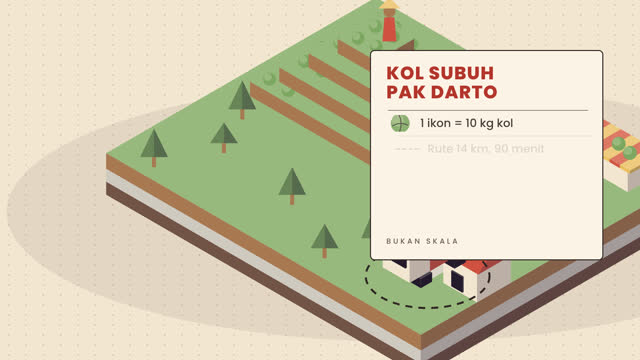 KOL SUBUH
PAK DARTO
1 ikon = 10 kg kol
Rute 14 km, 90 menit
BUKAN SKALA